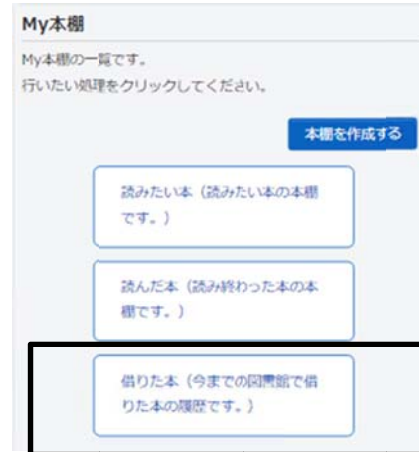 My本棚
My本棚の一覧です。
行いたい処理をクリックしてください。
本棚を作成する
読みたい本（読みたい本の本棚
です。）
読んだ本（読み終わった本の本
棚です。）
借りた本（今までの図書館で借
りた本の履歴です。）